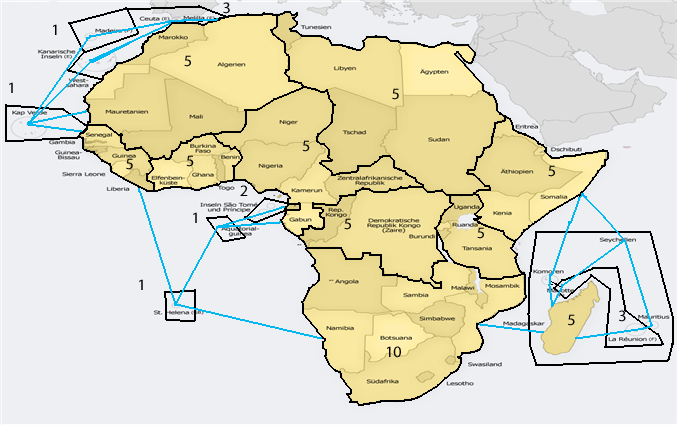 3
Ceuta (E)
Melilla (E)
1
Madeira
Tunesien
Marokko
Kanarische
Inseln (E)
5
Algerien
Libyen
Ägypten
West-
sahara
1
5
Kap Verde
Mauretanien
Mali
Niger
Tschad
Sudan
Eritrea
Senegal
Gambia
Guinea-
Bissau
Guinea
5
Burkina
Faso
5
Benin
5
Nigeria
Dschibuti
Äthiopien
5
Sierra Leone
Elfenbein-
küste
Ghana
Zentralafrikanische
Republik
Liberia
Togo
2
Kamerun
Somalia
Inseln São Tomé
und Príncipe
1
Gabun
Rep.
Kongo
5
Demokratische
Republik Kongo
(Zaire)
Uganda
Kenia
Ruanda
5
Äquatorial-
guinea
Burundi
Tansania
Seychellen
1
Angola
Malawi
Komoren
Mayotte
Sambia
Mosambik
St. Helena (GB)
Namibia
Simbabwe
Madagaskar
5
3
Mauritius
Botsuana
10
La Réunion (F)
Swasiland
Südafrika
Lesotho